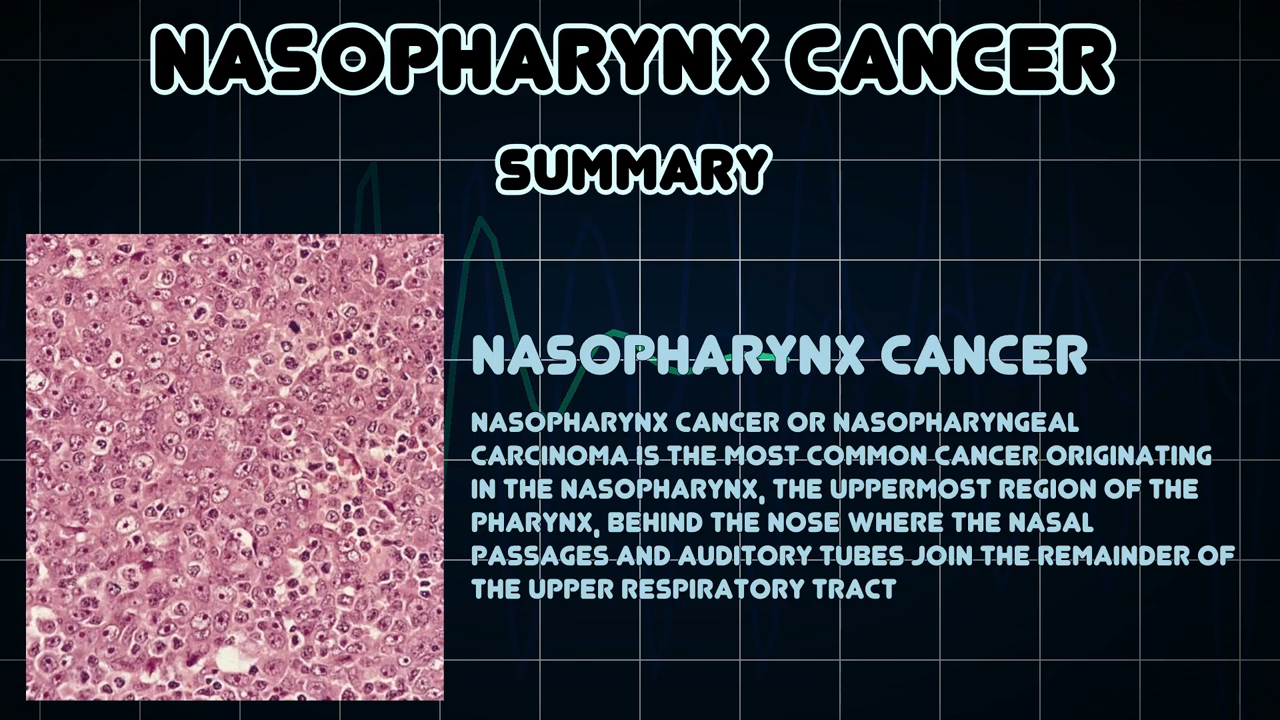 NASOPHARYNX CANCER
SUMMARY
NASOPHARYNX CANCER
NASOPHARYNX CANCER OR NASOPHARYNGEAL
CARCINOMA IS THE MOST COMMON CANCER ORIGINATING
IN THE NASOPHARYNX, THE UPPERMOST REGION OF THE
PHARYNX, BEHIND THE NOSE WHERE THE NASAL
PASSAGES AND AUDITORY TUBES JOIN THE REMAINDER OF
THE UPPER RESPIRATORY TRACT